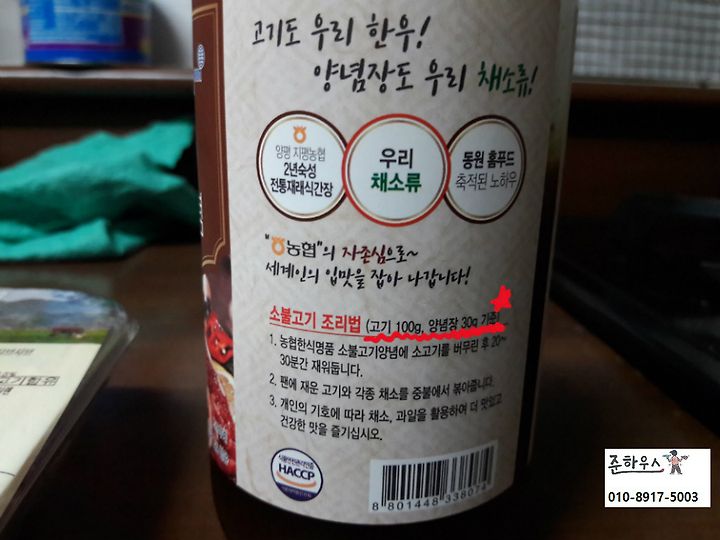 고기도 우리 한우!
양념장도 우리 채소류!
양평 지평농협
2년숙성
전통재래식간장
우리
채소류
동원 홈푸드
축적된 노하우
"농협"의 자존심으로~
세계인의 입맛을 잡아 나갑니다!
소불고기 조리법 (고기 100g, 양념장 30g 기준)
1. 농협한식명품 소불고기양념에 소고기를 버무린 후 20~
30분간 재워둡니다.
2. 팬에 재운 고기와 각종 채소를 중불에서 볶아줍니다.
3. 개인의 기호에 따라 채소, 과일을 활용하여 더 맛있고
건강한 맛을 즐기십시오.
HACCP
8 801448 338074
준하우스
010-8917-5003